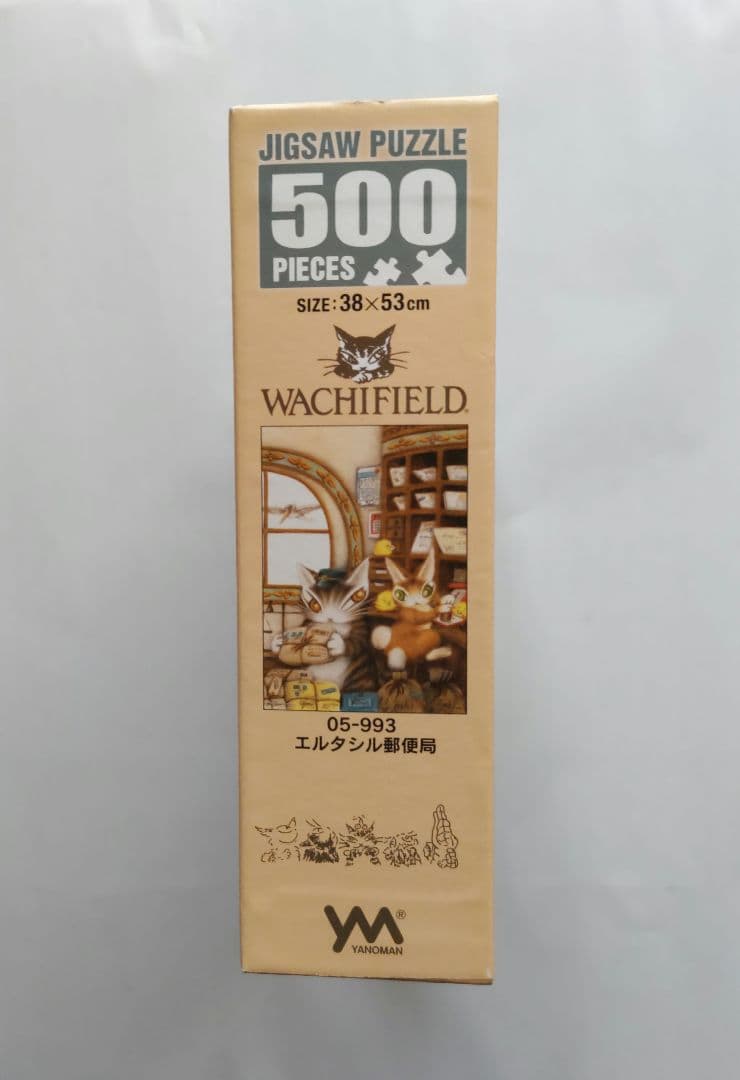 JIGSAW PUZZLE
500
PIECES
SIZE: 38×53cm
WACHIFIELD®
05-993
エルタシル郵便局
YM®
YANOMAN